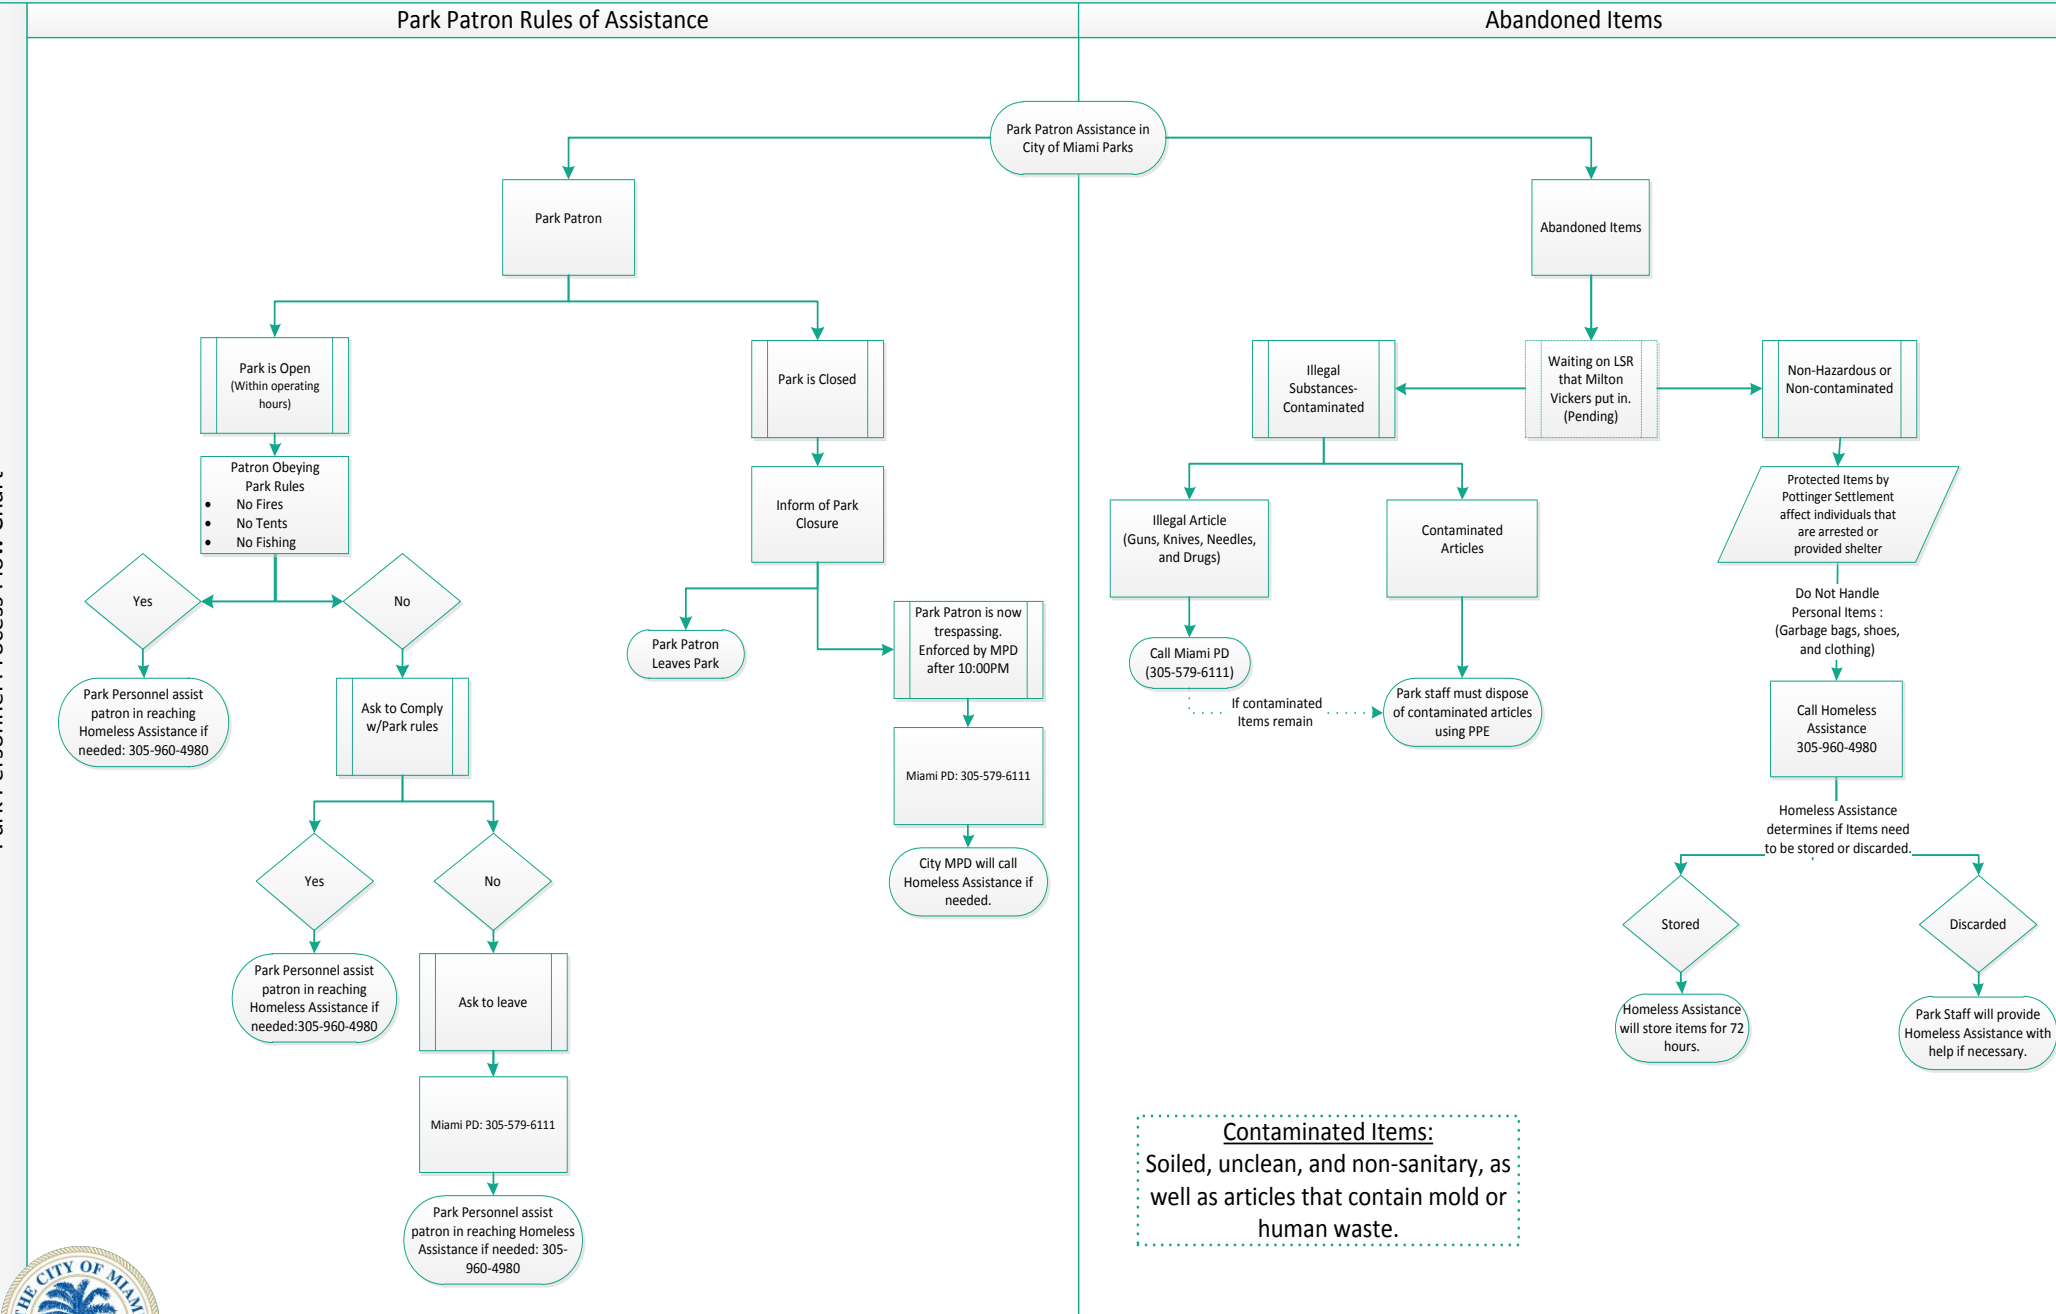 Park Patron Rules of Assistance
Abandoned Items
Park Patron Assistance in
City of Miami Parks
Park Patron
Park is Open
(Within operating
hours)
Patron Obeying
Park Rules
• No Fires
• No Tents
• No Fishing
Yes
No
Park Personnel assist
patron in reaching
Homeless Assistance if
needed: 305-960-4980
Ask to Comply
w/Park rules
Yes
No
Park Personnel assist
patron in reaching
Homeless Assistance if
needed:305-960-4980
Ask to leave
Miami PD: 305-579-6111
Park Personnel assist
patron in reaching Homeless
Assistance if needed: 305-
960-4980
Park is Closed
Inform of Park
Closure
Park Patron
Leaves Park
Park Patron is now
trespassing.
Enforced by MPD
after 10:00PM
Miami PD: 305-579-6111
City MPD will call
Homeless Assistance if
needed.
Abandoned Items
Waiting on LSR
that Milton
Vickers put in.
(Pending)
Illegal
Substances-
Contaminated
Illegal Article
(Guns, Knives, Needles,
and Drugs)
Call Miami PD
(305-579-6111)
If contaminated
Items remain
Contaminated
Articles
Park staff must dispose
of contaminated articles
using PPE
Non-Hazardous or
Non-contaminated
Protected Items by
Pottinger Settlement
affect individuals that
are arrested or
provided shelter
Do Not Handle
Personal Items :
(Garbage bags, shoes,
and clothing)
Call Homeless
Assistance
305-960-4980
Homeless Assistance
determines if Items need
to be stored or discarded.
Stored
Discarded
Homeless Assistance
will store items for 72
hours.
Park Staff will provide
Homeless Assistance with
help if necessary.
Contaminated Items:
Soiled, unclean, and non-sanitary, as
well as articles that contain mold or
human waste.
THE CITY OF MIAM